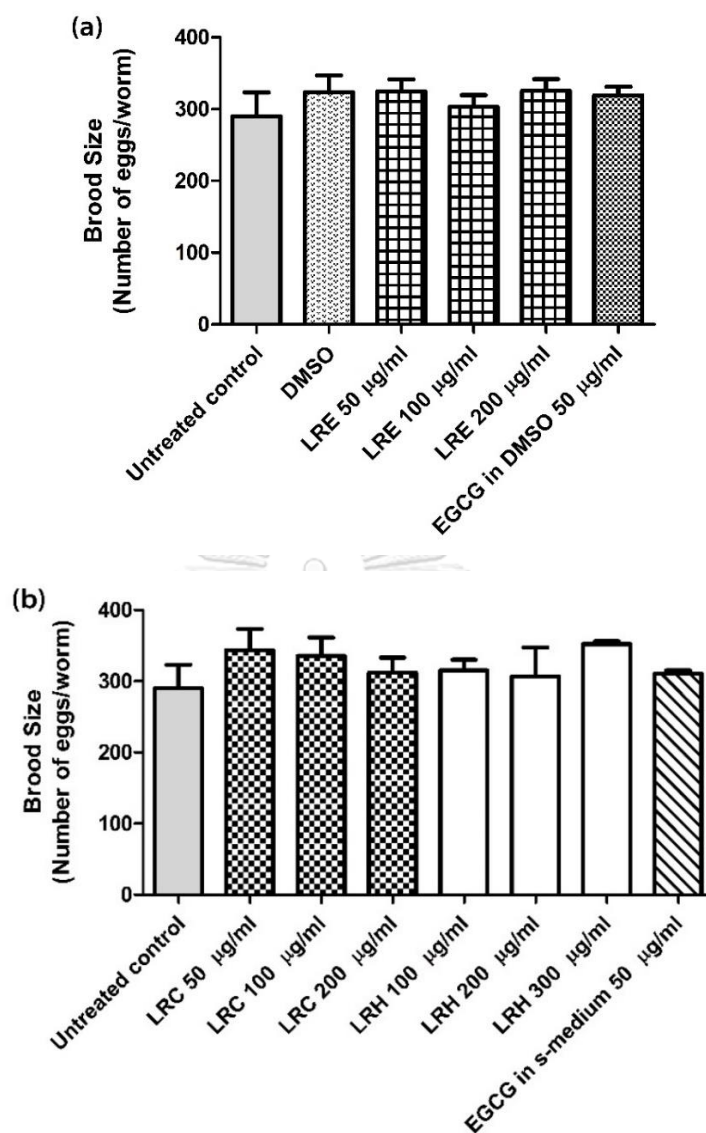 (a)
Brood Size
(Number of eggs/worm)
400
300
200
100
0
Untreated control
DMSO
LRE 50 µg/ml
LRE 100 µg/ml
LRE 200 µg/ml
EGCG in DMSO 50 µg/ml
(b)
Brood Size
(Number of eggs/worm)
400
300
200
100
0
Untreated control
LRC 50 µg/ml
LRC 100 µg/ml
LRC 200 µg/ml
LRH 100 µg/ml
LRH 200 µg/ml
LRH 300 µg/ml
EGCG in s-medium 50 µg/ml